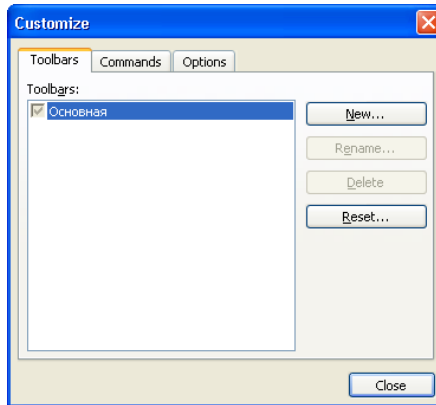 Customize
Toolbars Commands Options
Toolbars:
Основная
New...
Rename...
Delete
Reset...
Close